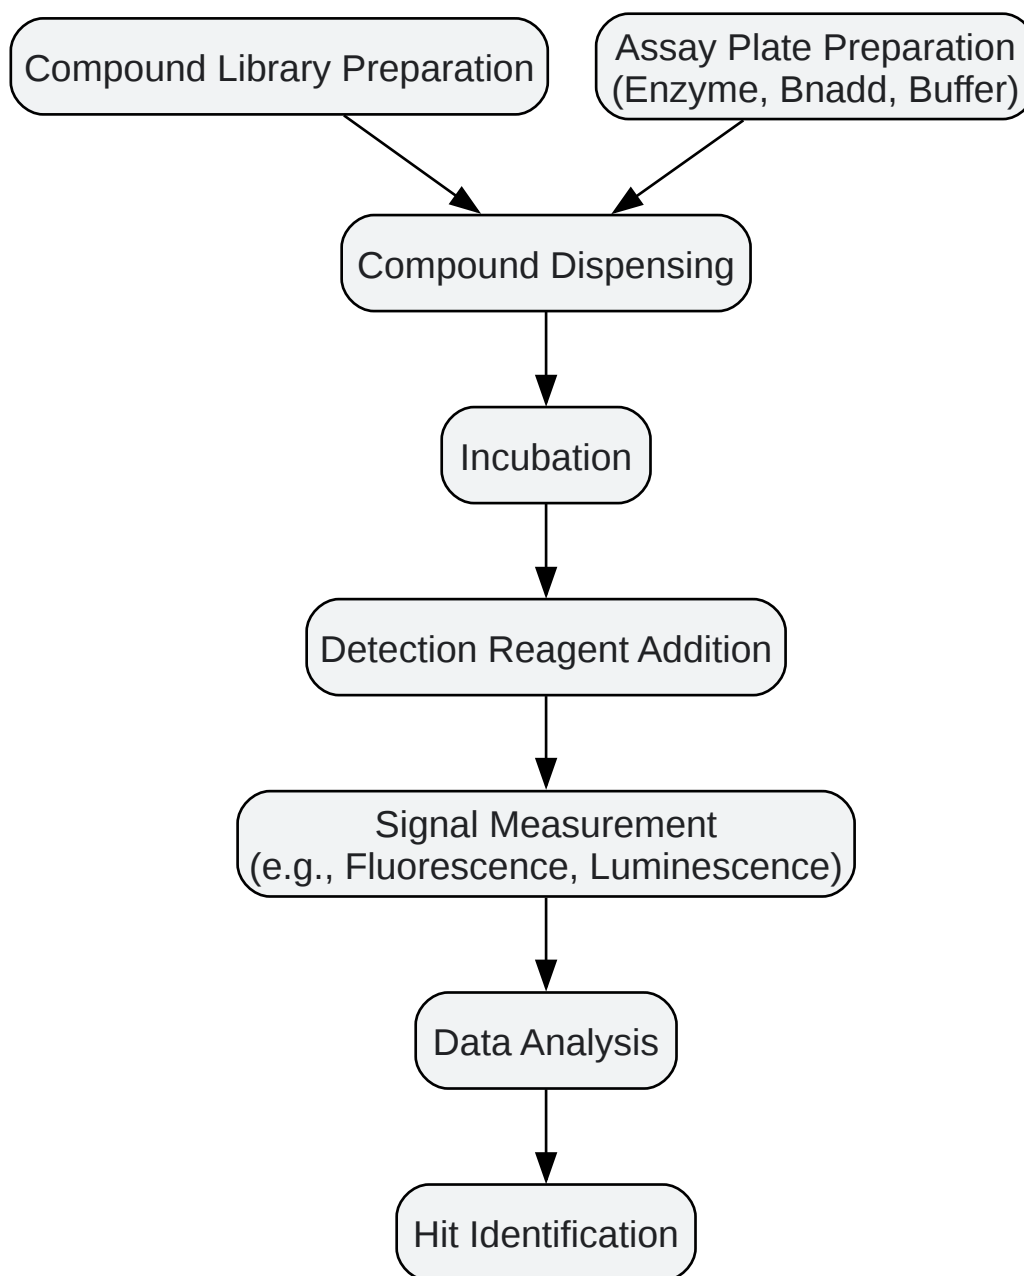 Compound Library Preparation
Assay Plate Preparation
(Enzyme, Bnadd, Buffer)
Compound Dispensing
Incubation
Detection Reagent Addition
Signal Measurement
(e.g., Fluorescence, Luminescence)
Data Analysis
Hit Identification